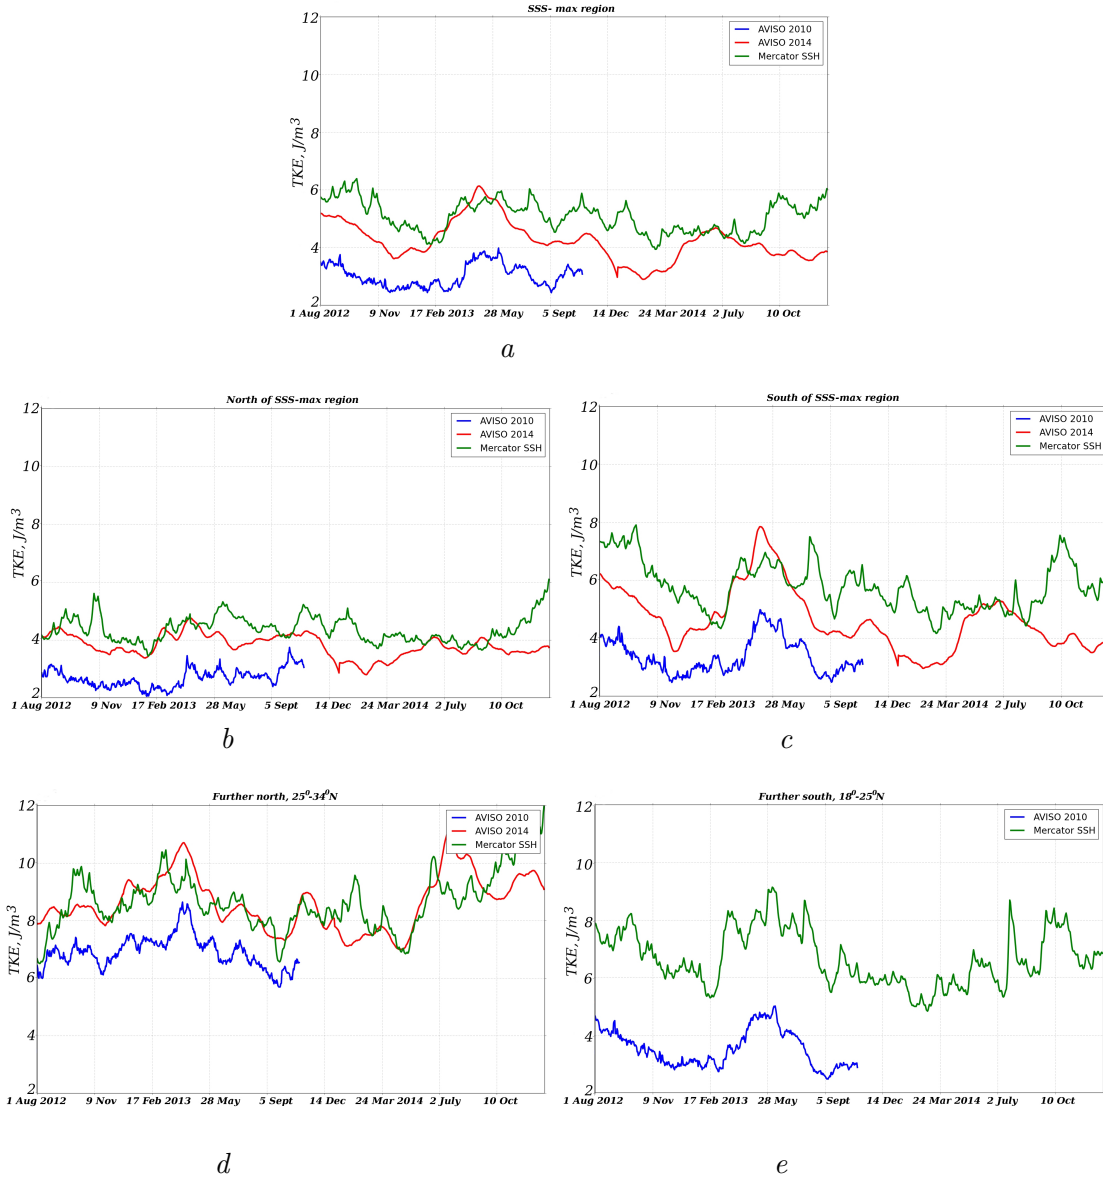 SSS- max region
12
10
8
6
4
2
TKE, J/m³
AVISO 2010
AVISO 2014
Mercator SSH
1 Aug 2012 9 Nov 17 Feb 2013 28 May 5 Sept 14 Dec 24 Mar 2014 2 July 10 Oct
a
North of SSS-max region
12
10
8
6
4
2
TKE, J/m³
AVISO 2010
AVISO 2014
Mercator SSH
1 Aug 2012 9 Nov 17 Feb 2013 28 May 5 Sept 14 Dec 24 Mar 2014 2 July 10 Oct
b
South of SSS-max region
12
10
8
6
4
2
TKE, J/m³
AVISO 2010
AVISO 2014
Mercator SSH
1 Aug 2012 9 Nov 17 Feb 2013 28 May 5 Sept 14 Dec 24 Mar 2014 2 July 10 Oct
c
Further north, 25⁰-34⁰N
12
10
8
6
4
2
TKE, J/m³
AVISO 2010
AVISO 2014
Mercator SSH
1 Aug 2012 9 Nov 17 Feb 2013 28 May 5 Sept 14 Dec 24 Mar 2014 2 July 10 Oct
d
Further south, 18⁰-25⁰N
12
10
8
6
4
2
TKE, J/m³
AVISO 2010
Mercator SSH
1 Aug 2012 9 Nov 17 Feb 2013 28 May 5 Sept 14 Dec 24 Mar 2014 2 July 10 Oct
e